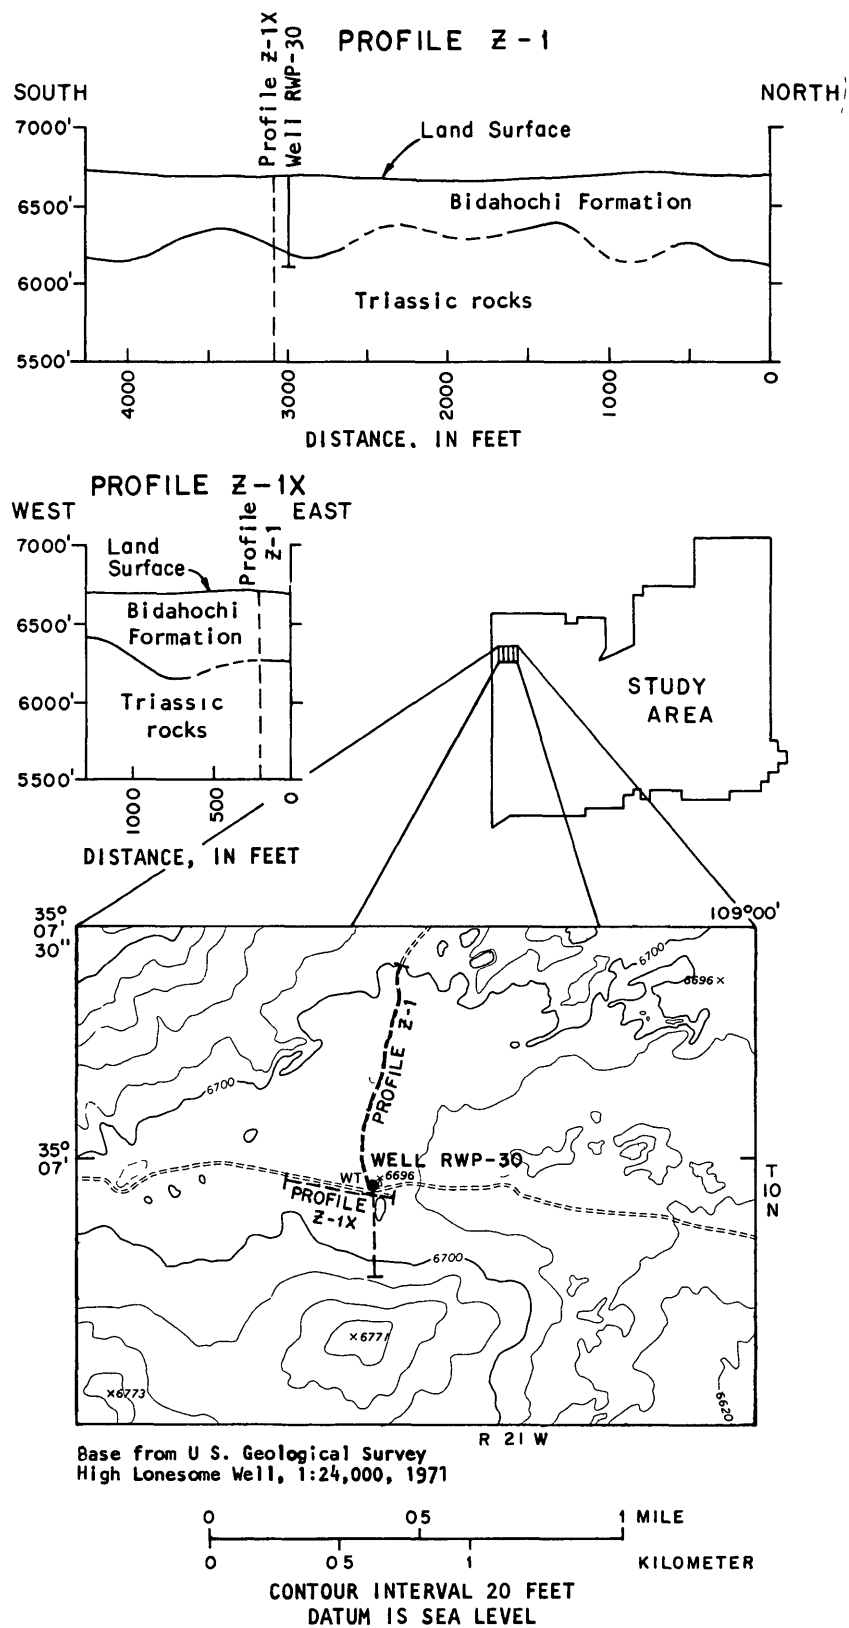 PROFILE Z-1
Profile Z-1X
Well RWP-30
SOUTH
NORTH
7000'
6500'
6000'
5500'
Land Surface
Bidahochi Formation
Triassic rocks
4000
3000
2000
1000
0
DISTANCE, IN FEET
PROFILE Z-1X
WEST
EAST
Profile
Z-1
7000'
6500'
6000'
5500'
Land
Surface
Bidahochi
Formation
Triassic
rocks
1000
500
0
DISTANCE, IN FEET
STUDY
AREA
35°
07'
30"
109°00'
6700
6696
PROFILE Z-1
6700
35°
07'
WELL RWP-30
WT
6696
PROFILE
Z-1X
T
10
N
6700
6771
6773
6620
R 21 W
Base from U S. Geological Survey
High Lonesome Well, 1:24,000, 1971
0 05 1 MILE
0 05 1 KILOMETER
CONTOUR INTERVAL 20 FEET
DATUM IS SEA LEVEL